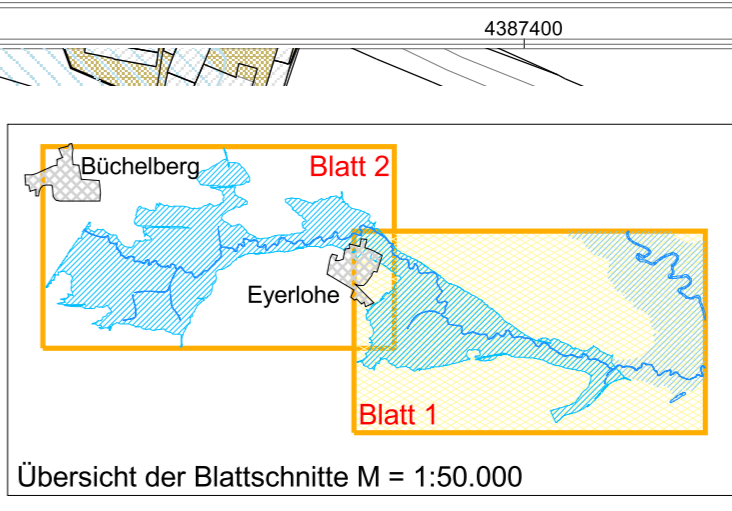 4387400
Büchelberg
Blatt 2
Eyerlohe
Blatt 1
Übersicht der Blattschnitte M = 1:50.000